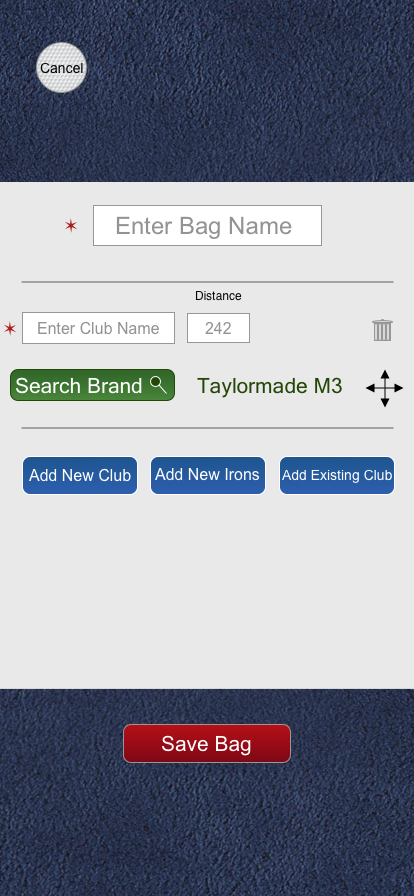 Cancel
✶ Enter Bag Name
Distance
✶ Enter Club Name 242
Search Brand Taylormade M3
Add New Club Add New Irons Add Existing Club
Save Bag